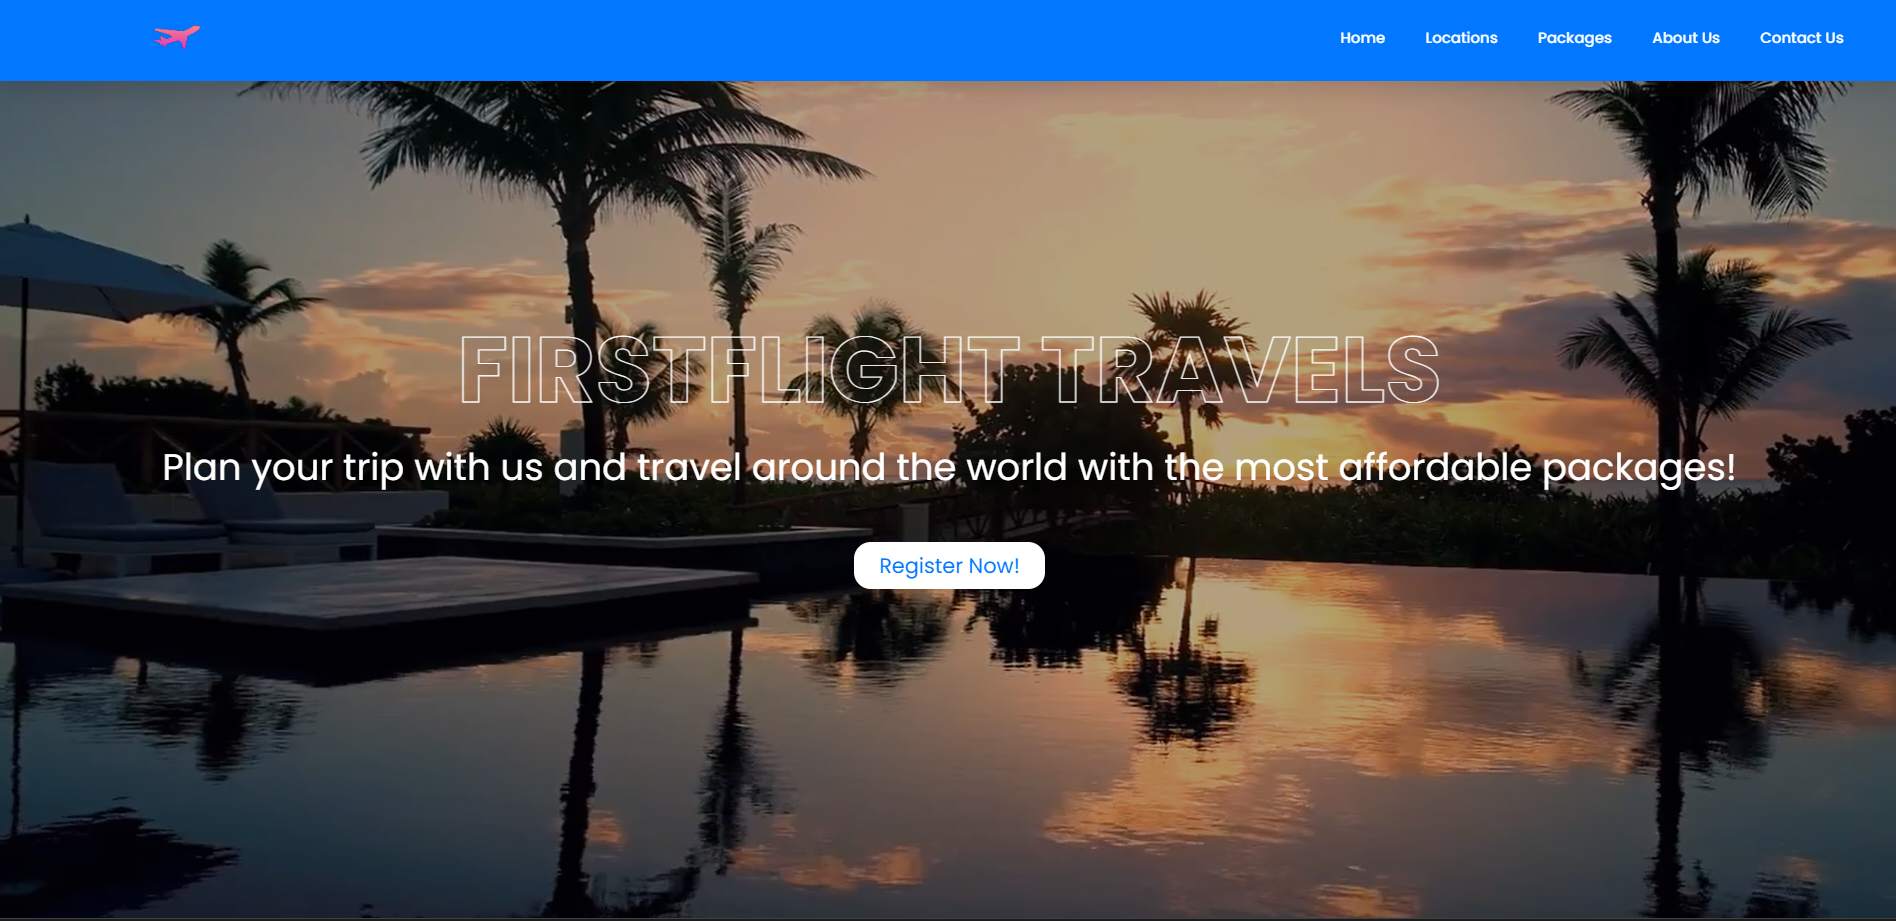 Home Locations Packages About Us Contact Us
FIRSTFLIGHT TRAVELS
Plan your trip with us and travel around the world with the most affordable packages!
Register Now!